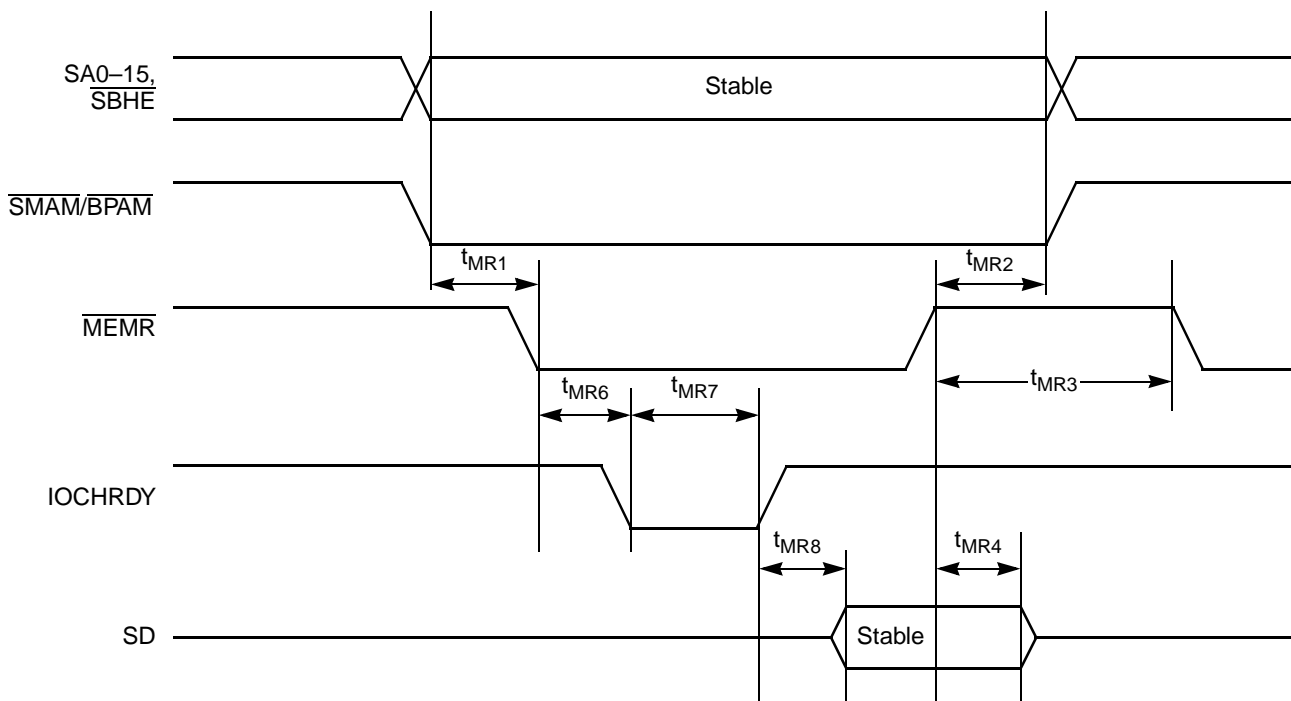 SA0–15,
SBHE
Stable
SMAM/BPAM
tMR1
tMR2
MEMR
tMR3
tMR6
tMR7
IOCHRDY
tMR8
tMR4
SD
Stable